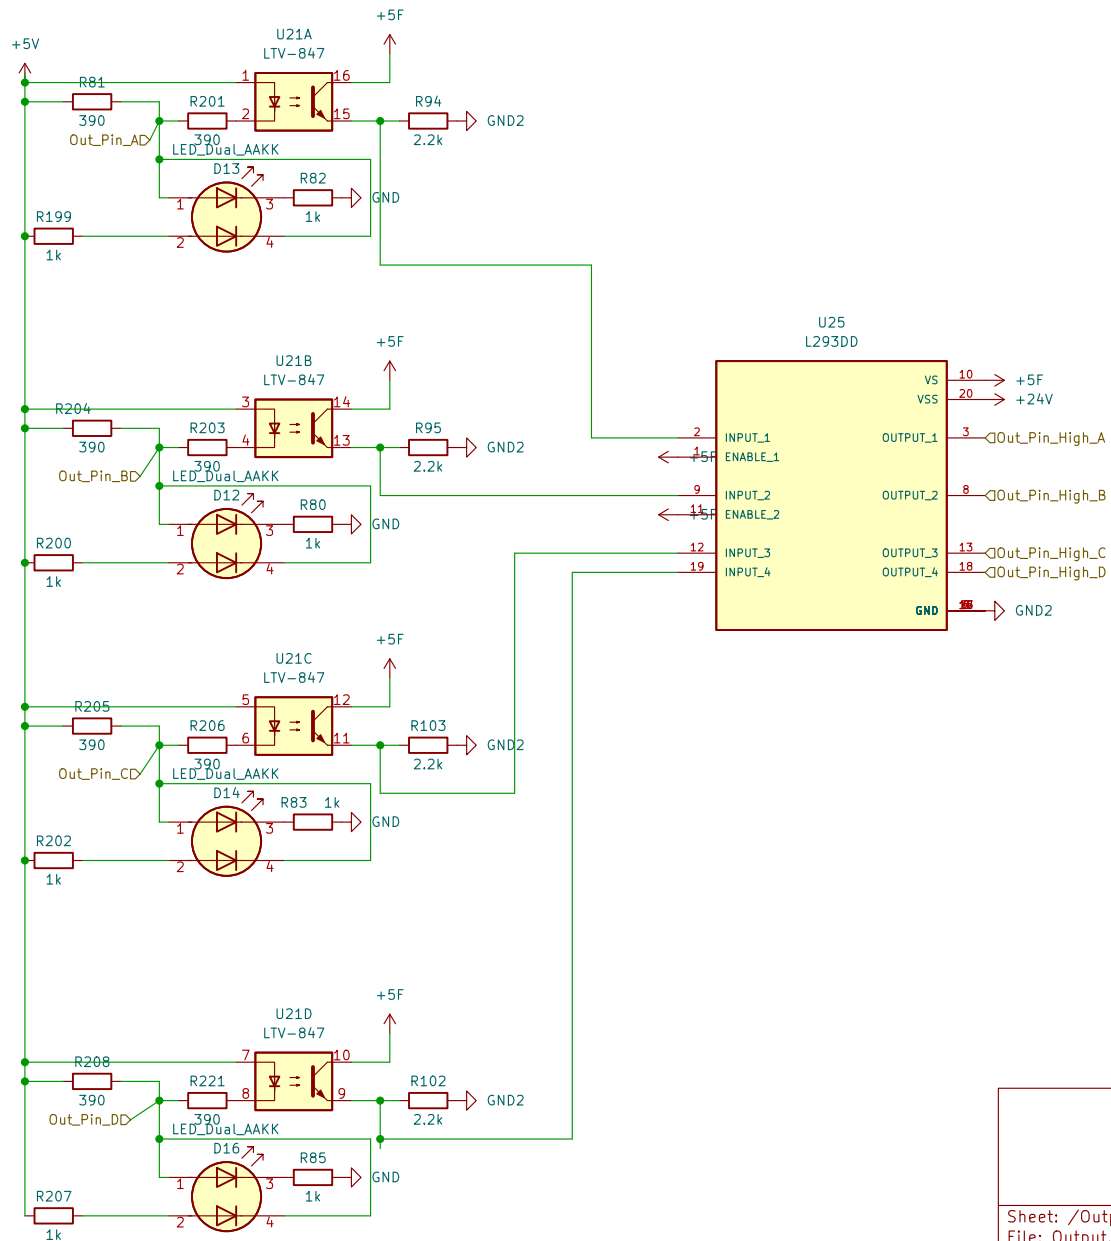 +5V
+5F
U21A
LTV-847
1
16
R81
390
R201
390
2
15
R94
2.2k
GND2
Out_Pin_A
LED_Dual_AAKK
D13
R82
1k
GND
1
3
R199
1k
2
4
+5F
U21B
LTV-847
3
14
R204
390
R203
390
4
13
R95
2.2k
GND2
Out_Pin_B
LED_Dual_AAKK
D12
R80
1k
GND
1
3
R200
1k
2
4
U25
L293DD
VS
10
+5F
VSS
20
+24V
2
INPUT_1
OUTPUT_1
3
Out_Pin_High_A
+5F
1
ENABLE_1
9
INPUT_2
OUTPUT_2
8
Out_Pin_High_B
+5F
11
ENABLE_2
12
INPUT_3
OUTPUT_3
13
Out_Pin_High_C
19
INPUT_4
OUTPUT_4
18
Out_Pin_High_D
GND
GND2
+5F
U21C
LTV-847
5
12
R205
390
R206
390
6
11
R103
2.2k
GND2
Out_Pin_C
LED_Dual_AAKK
D14
R83 1k
GND
1
3
R202
1k
2
4
+5F
U21D
LTV-847
7
10
R208
390
R221
390
8
9
R102
2.2k
GND2
Out_Pin_D
LED_Dual_AAKK
D16
R85
1k
GND
1
3
R207
1k
2
4
Sheet: /Outp
File: Output.